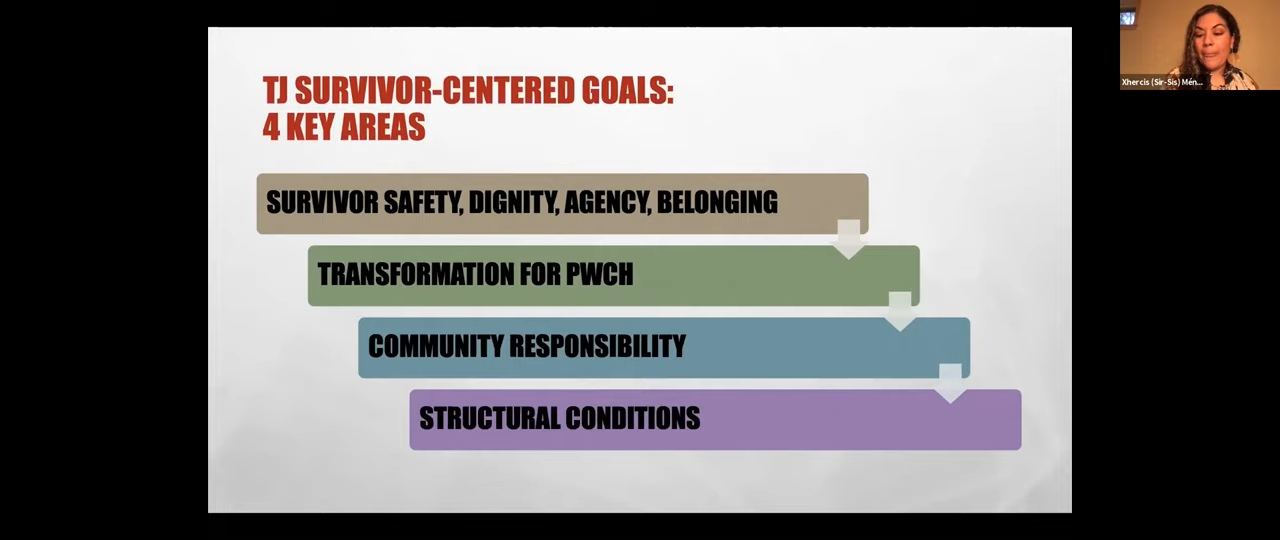 TJ SURVIVOR-CENTERED GOALS:
4 KEY AREAS
SURVIVOR SAFETY, DIGNITY, AGENCY, BELONGING
TRANSFORMATION FOR PWCH
COMMUNITY RESPONSIBILITY
STRUCTURAL CONDITIONS
Xhercis (Sir-Sis) Mén...